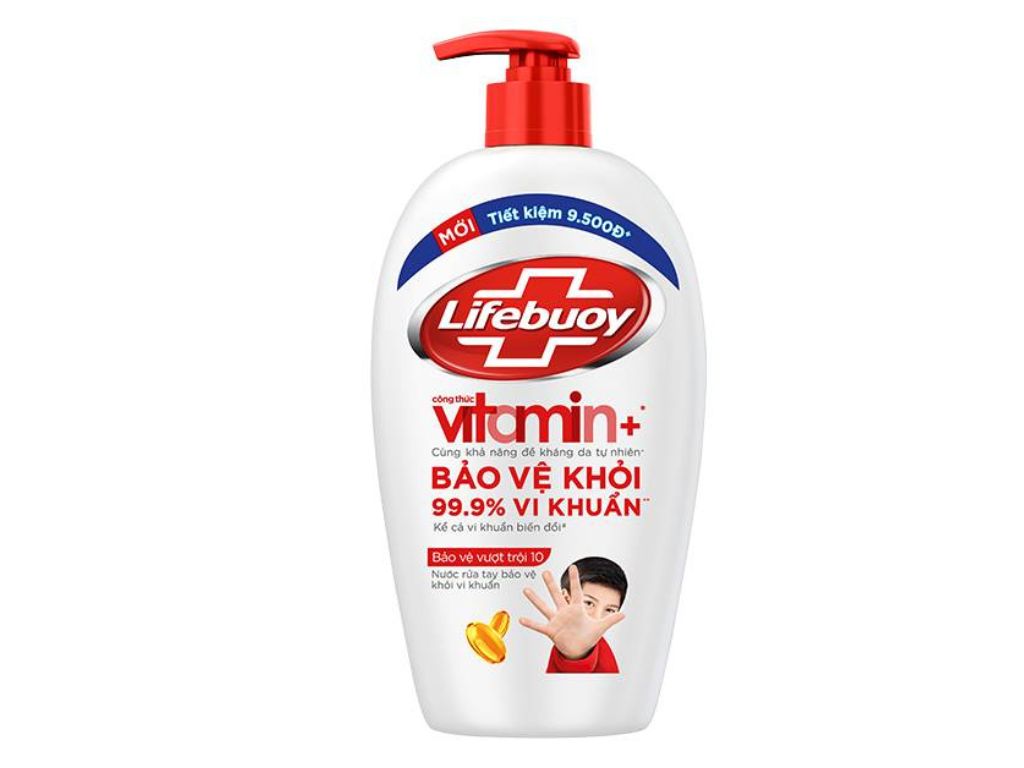 MỚI Tiết kiệm 9.500Đ*
Lifebuoy
công thức
vitamin+*
Cùng khả năng đề kháng da tự nhiên*
BẢO VỆ KHỎI
99.9% VI KHUẨN**
Kể cả vi khuẩn biến đổi#
Bảo vệ vượt trội 10
Nước rửa tay bảo vệ
khỏi vi khuẩn